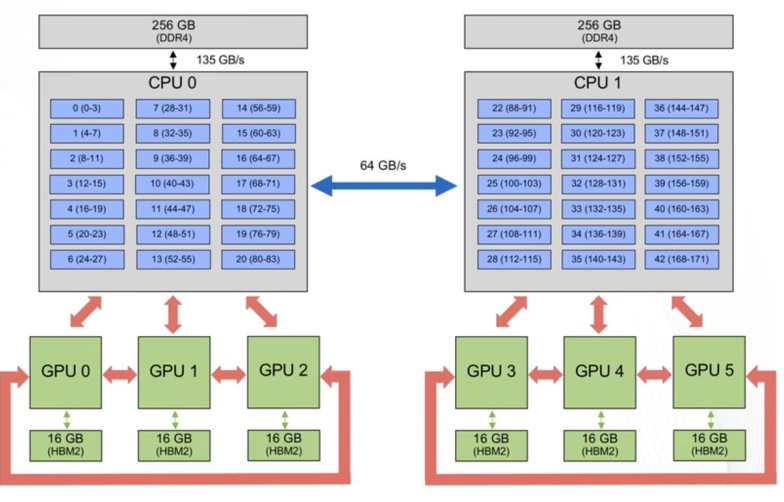 256 GB
(DDR4)
135 GB/s
CPU 0
0 (0-3)
7 (28-31)
14 (56-59)
1 (4-7)
8 (32-35)
15 (60-63)
2 (8-11)
9 (36-39)
16 (64-67)
3 (12-15)
10 (40-43)
17 (68-71)
4 (16-19)
11 (44-47)
18 (72-75)
5 (20-23)
12 (48-51)
19 (76-79)
6 (24-27)
13 (52-55)
20 (80-83)
64 GB/s
256 GB
(DDR4)
135 GB/s
CPU 1
22 (88-91)
29 (116-119)
36 (144-147)
23 (92-95)
30 (120-123)
37 (148-151)
24 (96-99)
31 (124-127)
38 (152-155)
25 (100-103)
32 (128-131)
39 (156-159)
26 (104-107)
33 (132-135)
40 (160-163)
27 (108-111)
34 (136-139)
41 (164-167)
28 (112-115)
35 (140-143)
42 (168-171)
GPU 0
GPU 1
GPU 2
16 GB
(HBM2)
16 GB
(HBM2)
16 GB
(HBM2)
GPU 3
GPU 4
GPU 5
16 GB
(HBM2)
16 GB
(HBM2)
16 GB
(HBM2)